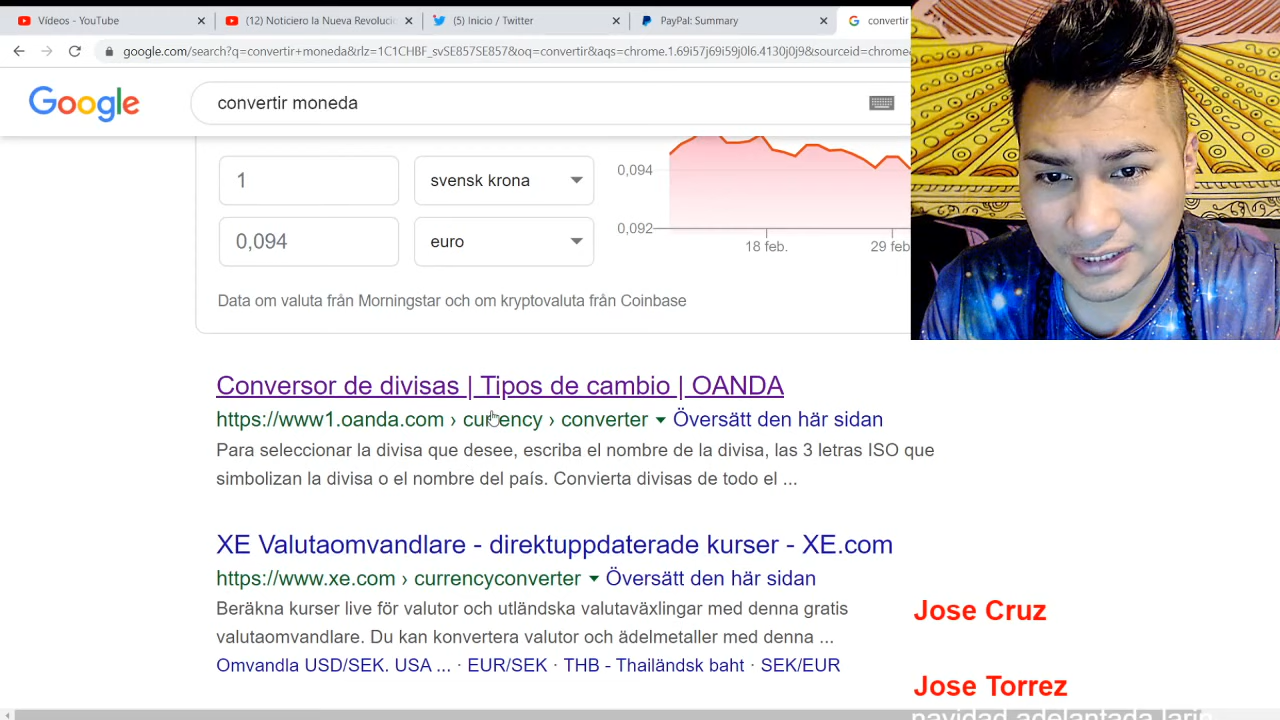 Vídeos - YouTube
(12) Noticiero la Nueva Revoluci
(5) Inicio / Twitter
PayPal: Summary
convertir
google.com/search?q=convertir+moneda&rlz=1C1CHBF_svSE857SE857&oq=convertir&aqs=chrome.1.69i57j69i59j0l6.4130j0j9&sourceid=chrome
Google
convertir moneda
1
svensk krona
0,094
0,094
euro
0,092
18 feb.
29 feb
Data om valuta från Morningstar och om kryptovaluta från Coinbase
Conversor de divisas | Tipos de cambio | OANDA
https://www1.oanda.com › currency › converter ▾ Översätt den här sidan
Para seleccionar la divisa que desee, escriba el nombre de la divisa, las 3 letras ISO que
simbolizan la divisa o el nombre del país. Convierta divisas de todo el ...
XE Valutaomvandlare - direktuppdaterade kurser - XE.com
https://www.xe.com › currencyconverter ▾ Översätt den här sidan
Beräkna kurser live för valutor och utländska valutaväxlingar med denna gratis
valutaomvandlare. Du kan konvertera valutor och ädelmetaller med denna ...
Omvandla USD/SEK. USA ... · EUR/SEK · THB - Thailändsk baht · SEK/EUR
Jose Cruz
Jose Torrez
navidad adelantada